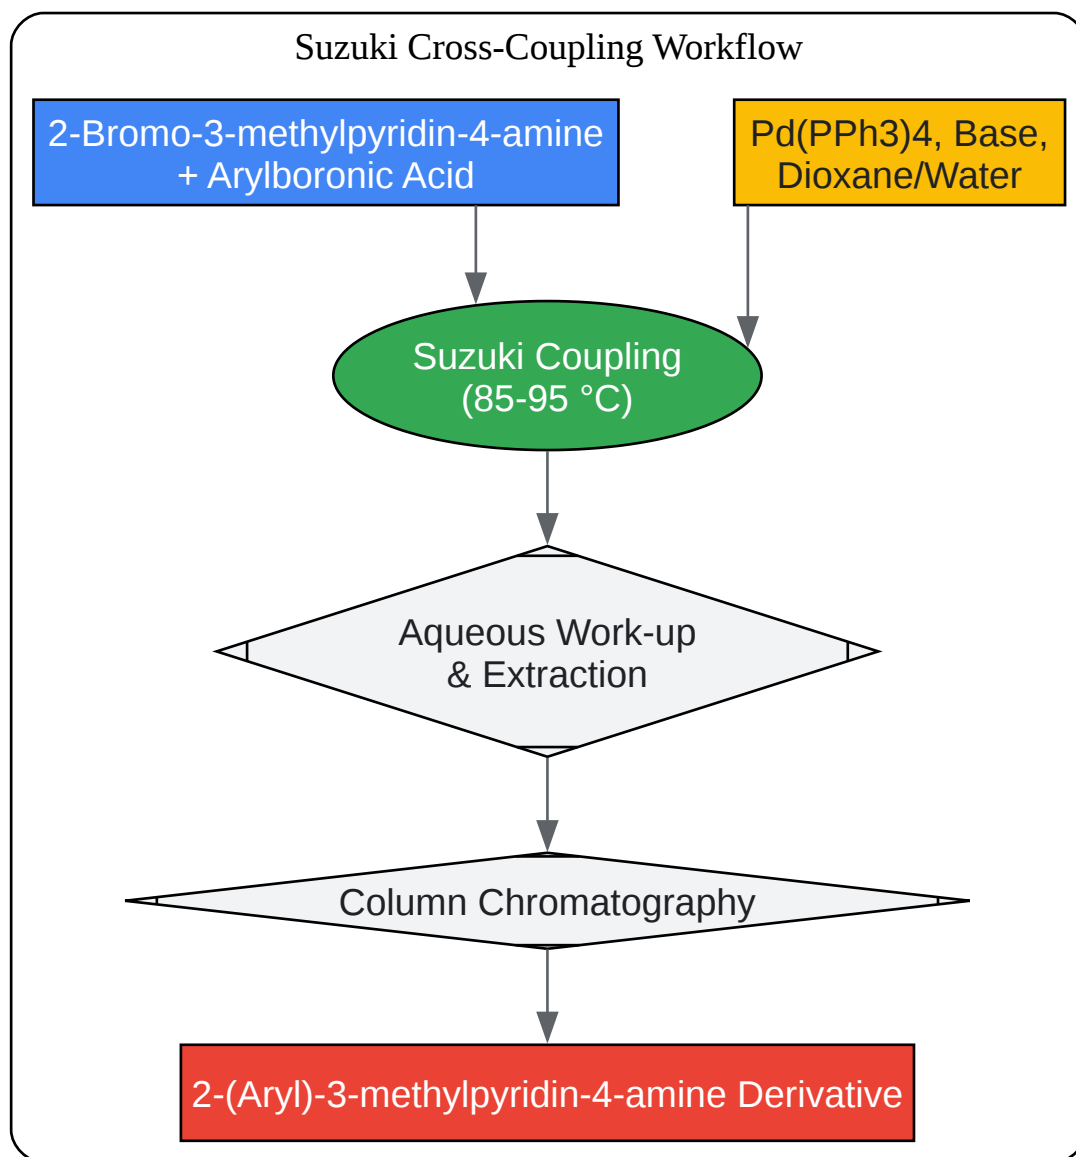 Suzuki Cross-Coupling Workflow
2-Bromo-3-methylpyridin-4-amine
+ Arylboronic Acid
Pd(PPh3)4, Base,
Dioxane/Water
Suzuki Coupling
(85-95 °C)
Aqueous Work-up
& Extraction
Column Chromatography
2-(Aryl)-3-methylpyridin-4-amine Derivative